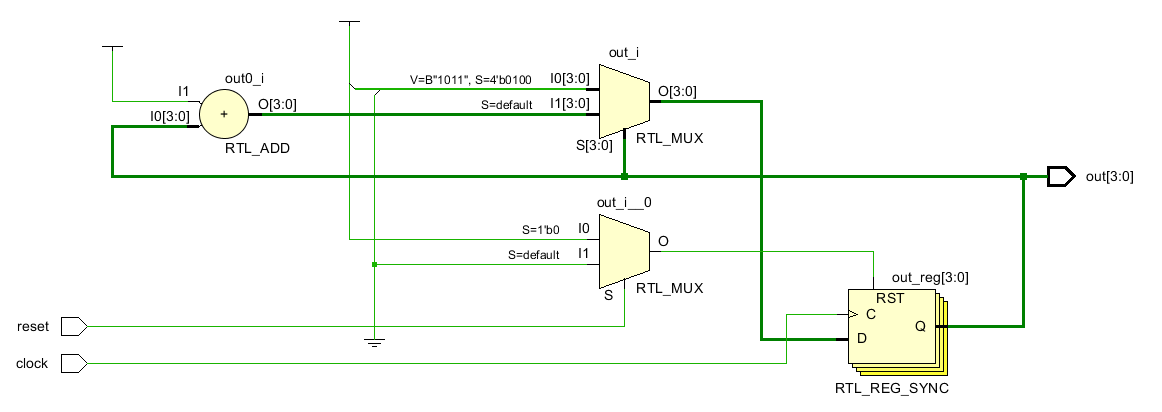 out_i
V=B"1011", S=4'b0100
I0[3:0]
O[3:0]
out0_i
I1
O[3:0]
S=default
I1[3:0]
I0[3:0]
+
RTL_ADD
S[3:0]
RTL_MUX
out[3:0]
out_i__0
S=1'b0
I0
O
S=default
I1
S
RTL_MUX
out_reg[3:0]
RST
C
reset
Q
D
clock
RTL_REG_SYNC